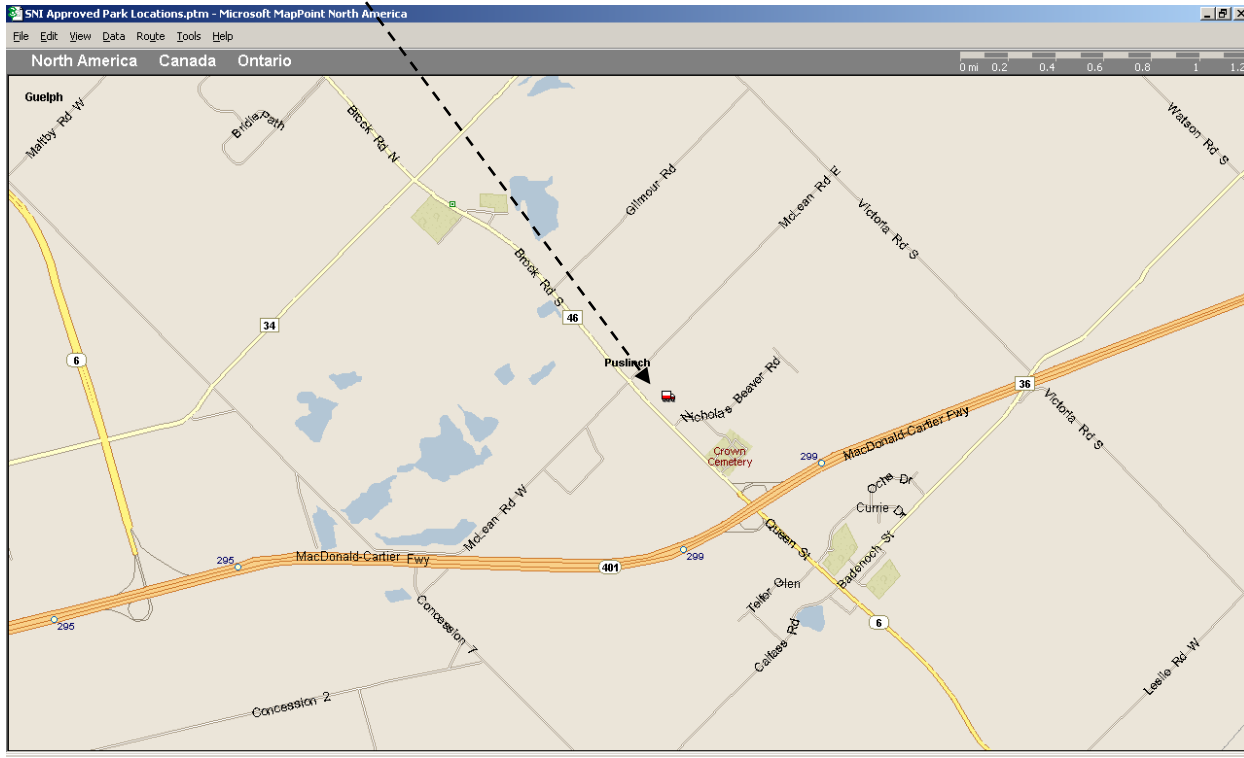 SNI Approved Park Locations.ptm - Microsoft MapPoint North America
File Edit View Data Route Tools Help
North America Canada Ontario
0 mi 0.2 0.4 0.6 0.8 1 1.2
Guelph
Maltby Rd W
Bridle Path
Brock Rd N
Watson Rd S
Gilmour Rd
McLean Rd E
Victoria Rd S
Brock Rd S
46
34
6
Puslinch
Nicholas Beaver Rd
36
Victoria Rd S
MacDonald-Cartier Fwy
299
Crown
Cemetery
Ochs Dr
Currie Dr
McLean Rd W
Queen St
Badenoch St
299
295
MacDonald-Cartier Fwy
401
Telfer Glen
295
Concession 7
6
Calfass Rd
Leslie Rd W
Concession 2